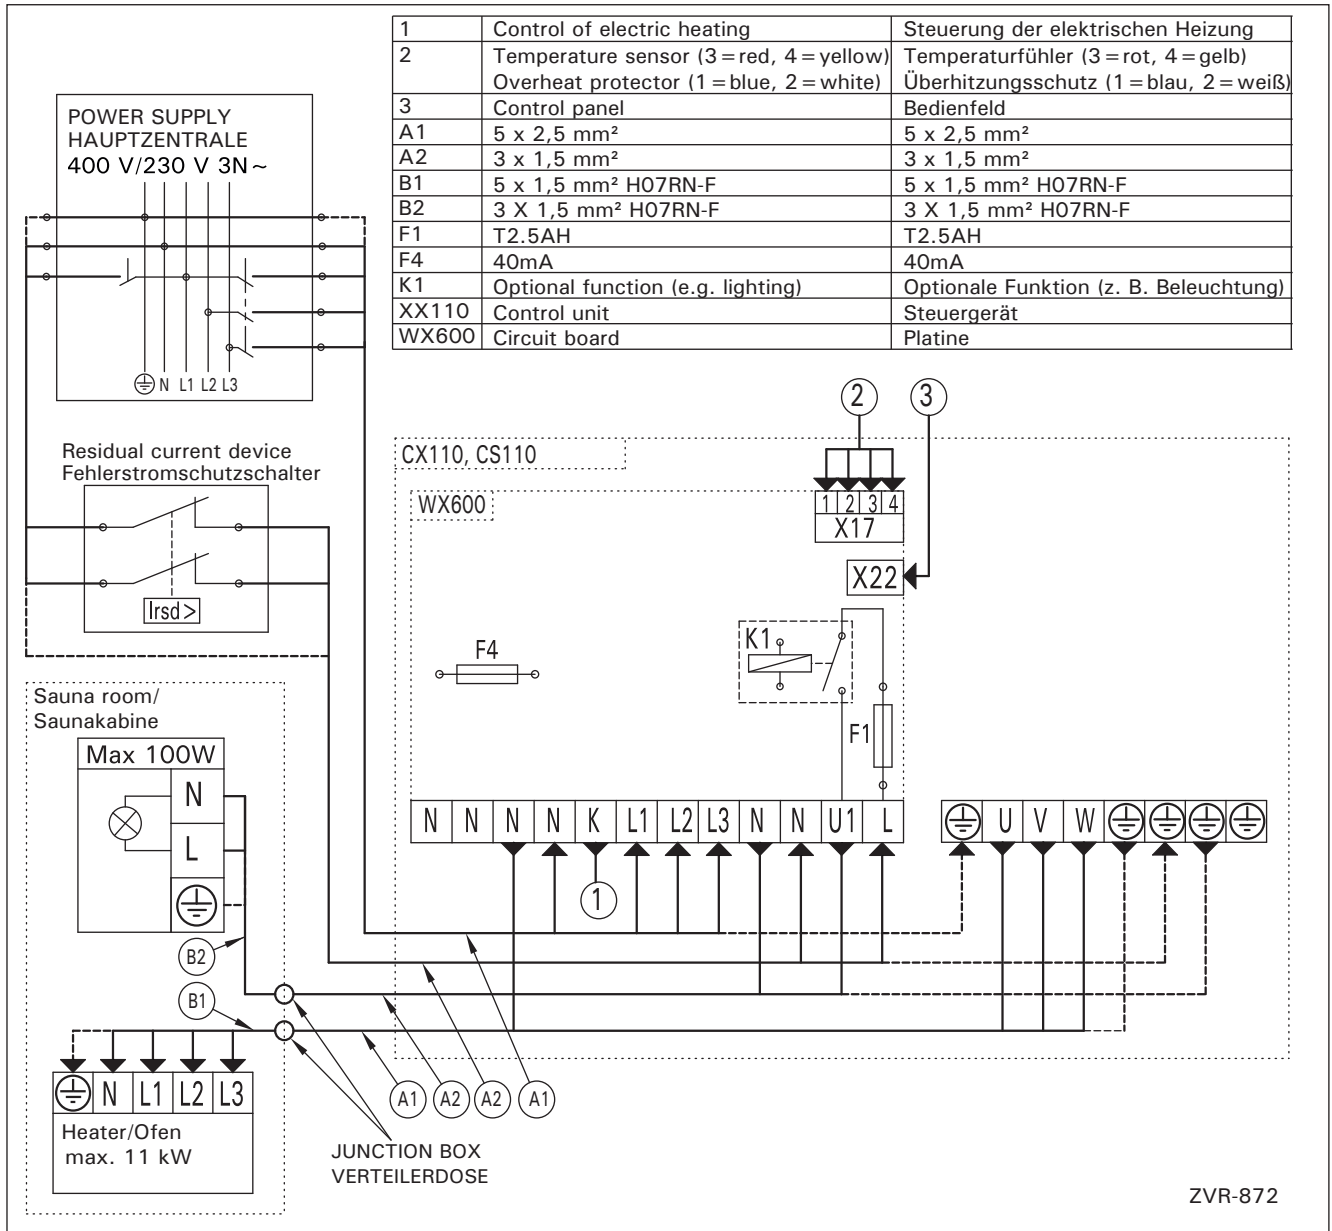 1 Control of electric heating Steuerung der elektrischen Heizung
2 Temperature sensor (3=red, 4=yellow) Temperaturfühler (3=rot, 4=gelb)
Overheat protector (1=blue, 2=white) Überhitzungsschutz (1=blau, 2=weiß)
3 Control panel Bedienfeld
A1 5 x 2,5 mm² 5 x 2,5 mm²
A2 3 x 1,5 mm² 3 x 1,5 mm²
B1 5 x 1,5 mm² H07RN-F 5 x 1,5 mm² H07RN-F
B2 3 X 1,5 mm² H07RN-F 3 X 1,5 mm² H07RN-F
F1 T2.5AH T2.5AH
F4 40mA 40mA
K1 Optional function (e.g. lighting) Optionale Funktion (z. B. Beleuchtung)
XX110 Control unit Steuergerät
WX600 Circuit board Platine
POWER SUPPLY
HAUPTZENTRALE
400 V/230 V 3N~
N L1 L2 L3
Residual current device
Fehlerstromschutzschalter
Irsd>
2 3
CX110, CS110
WX600
1 2 3 4
X17
X22
K1
F4
F1
Sauna room/
Saunakabine
Max 100W
N
L
N N N N K L1 L2 L3 N N U1 L
U V W
1
B2
B1
N L1 L2 L3
A1 A2 A2 A1
Heater/Ofen
max. 11 kW
JUNCTION BOX
VERTEILERDOSE
ZVR-872